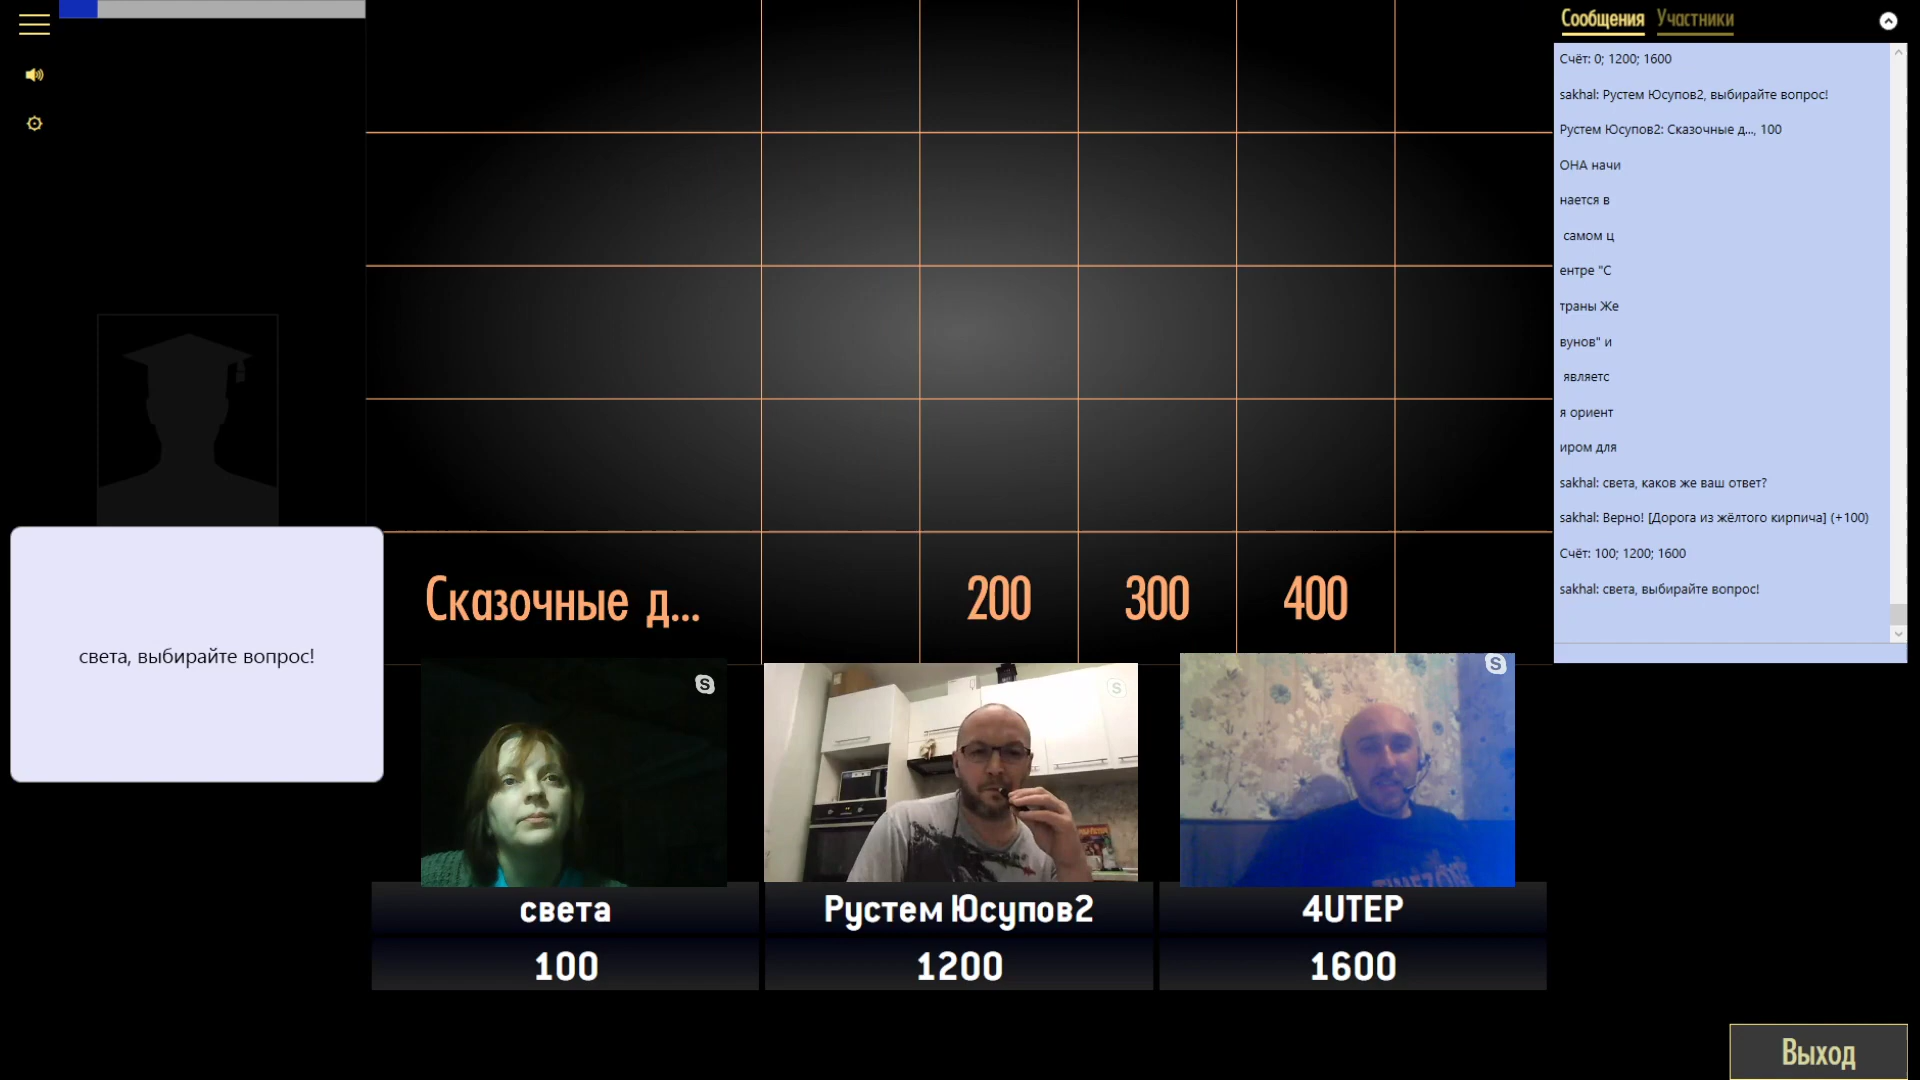 Сообщения Участники
Счёт: 0; 1200; 1600
sakhal: Рустем Юсупов2, выбирайте вопрос!
Рустем Юсупов2: Сказочные д..., 100
ОНА начи
нается в
самом ц
ентре "С
траны Же
вунов" и
являетс
я ориент
иром для
sakhal: света, каков же ваш ответ?
sakhal: Верно! [Дорога из жёлтого кирпича] (+100)
Счёт: 100; 1200; 1600
sakhal: света, выбирайте вопрос!
Сказочные д... 200 300 400
света, выбирайте вопрос!
света Рустем Юсупов2 4UTEP
100 1200 1600
Выход